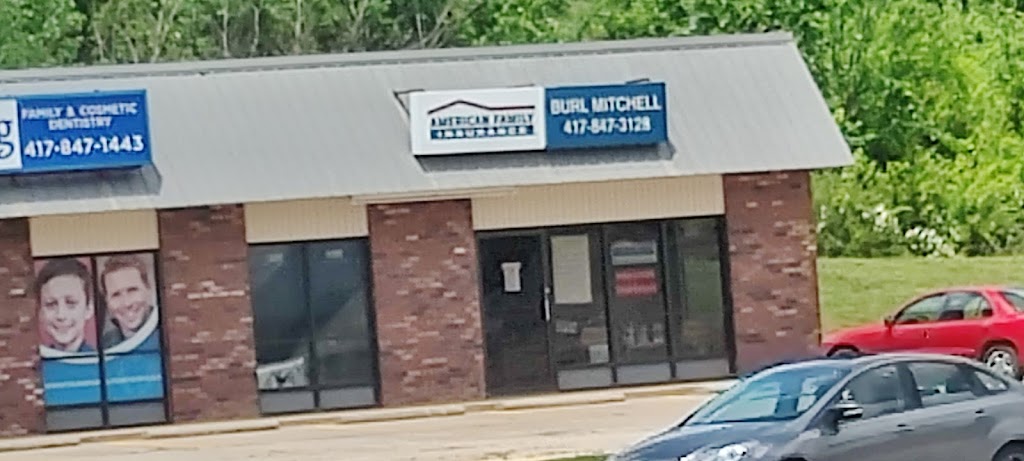 g
FAMILY & COSMETIC
DENTISTRY
417-847-1443
AMERICAN FAMILY
INSURANCE
BURL MITCHELL
417-847-3128